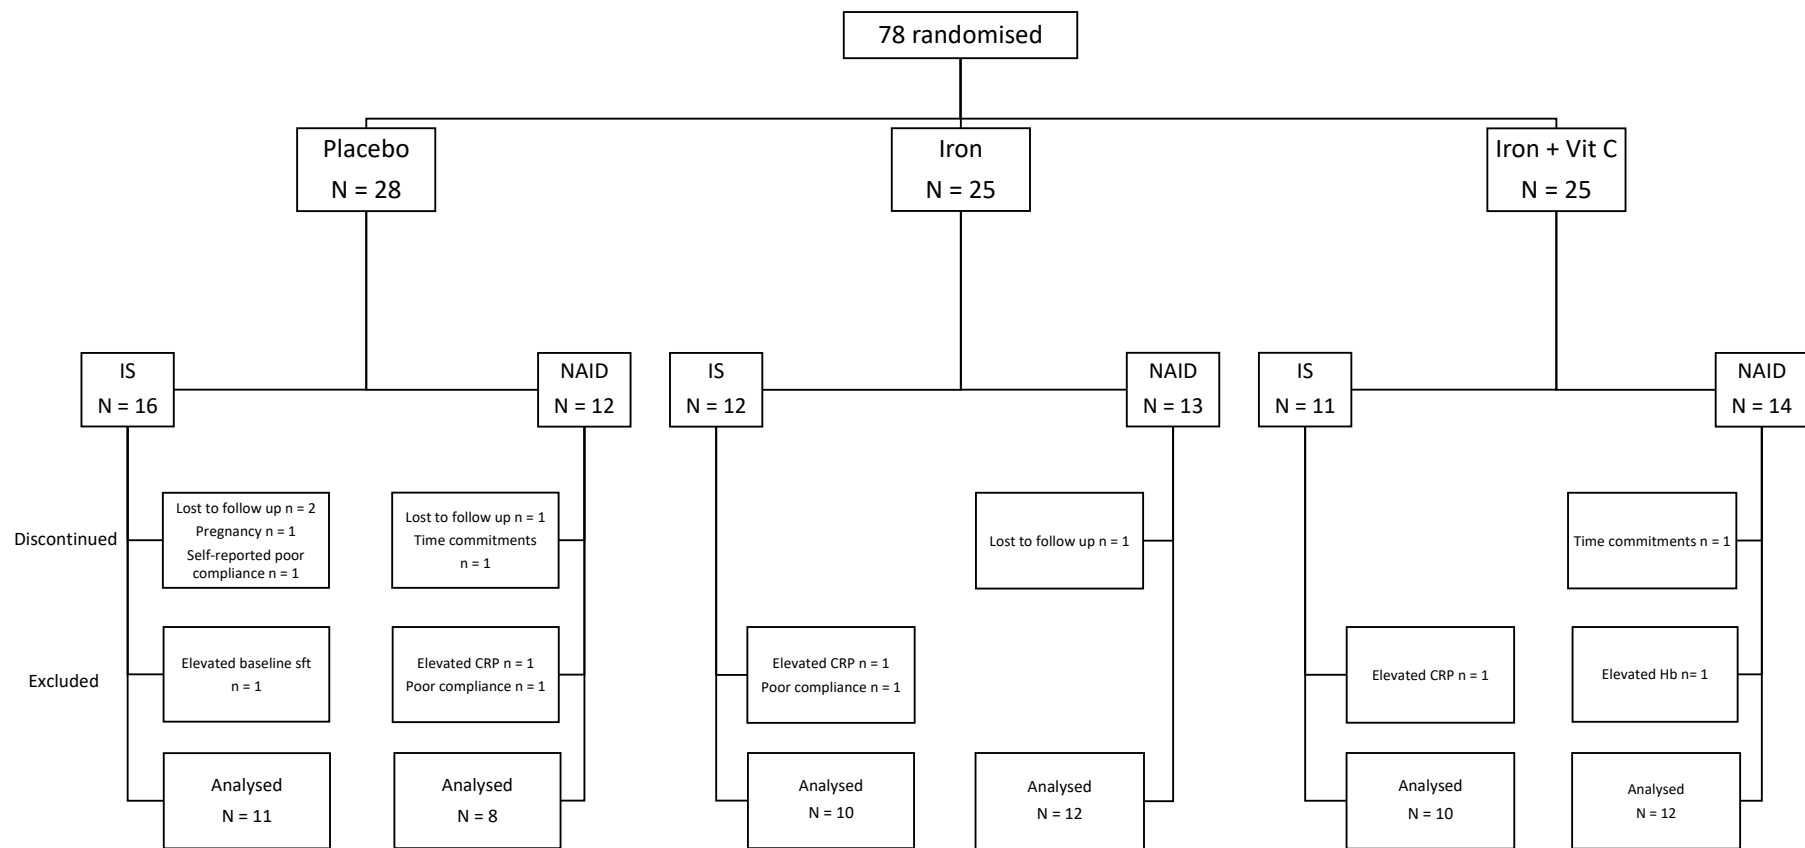 78 randomised
Placebo
N = 28
Iron
N = 25
Iron + Vit C
N = 25
IS
N = 16
NAID
N = 12
IS
N = 12
NAID
N = 13
IS
N = 11
NAID
N = 14
Discontinued
Lost to follow up n = 2
Pregnancy n = 1
Self-reported poor
compliance n = 1
Lost to follow up n = 1
Time commitments
n = 1
Lost to follow up n = 1
Time commitments n = 1
Excluded
Elevated baseline sft
n = 1
Elevated CRP n = 1
Poor compliance n = 1
Elevated CRP n = 1
Poor compliance n = 1
Elevated CRP n = 1
Elevated Hb n= 1
Analysed
N = 11
Analysed
N = 8
Analysed
N = 10
Analysed
N = 12
Analysed
N = 10
Analysed
N = 12